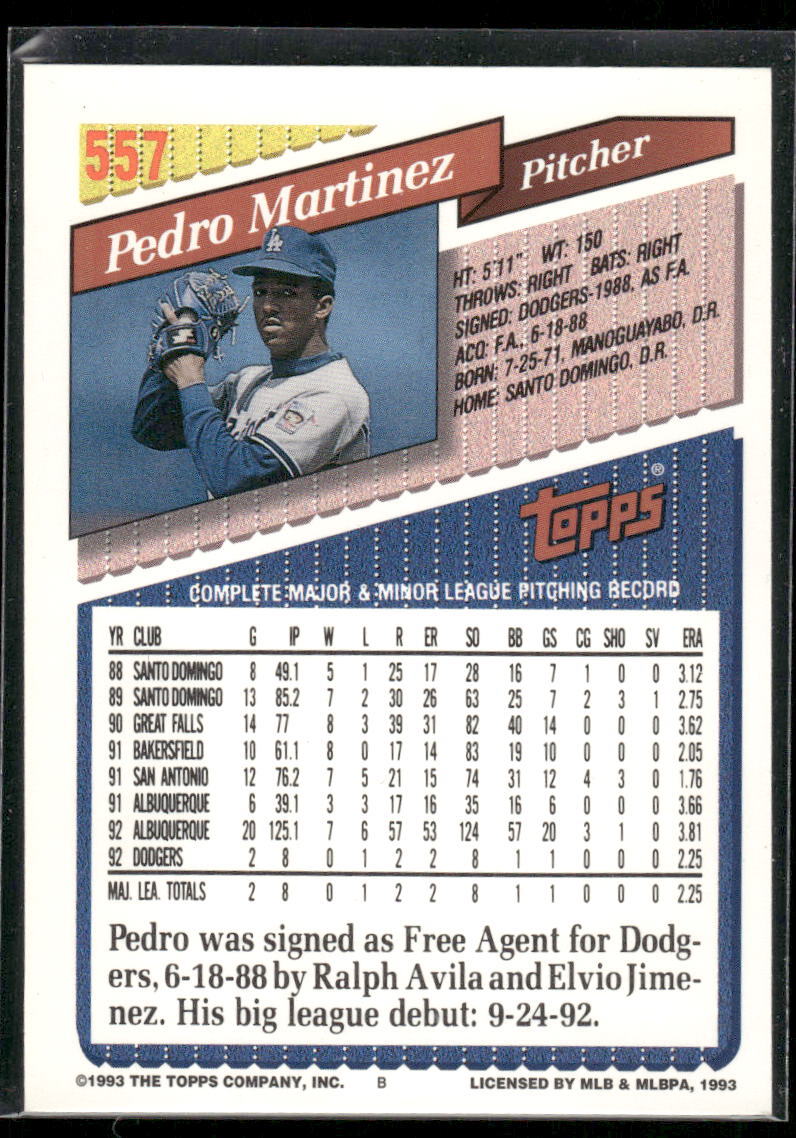 557
Pedro Martinez
Pitcher
HT: 5'11" WT: 150
THROWS: RIGHT BATS: RIGHT
SIGNED: DODGERS-1988, AS F.A.
ACQ: F.A., 6-18-88
BORN: 7-25-71, MANOGUAYABO, D.R.
HOME: SANTO DOMINGO, D.R.
LA
topps®
COMPLETE MAJOR & MINOR LEAGUE PITCHING RECORD
YR CLUB G IP W L R ER SO BB GS CG SHO SV ERA
88 SANTO DOMINGO 8 49.1 5 1 25 17 28 16 7 1 0 0 3.12
89 SANTO DOMINGO 13 85.2 7 2 30 26 63 25 7 2 3 1 2.75
90 GREAT FALLS 14 77 8 3 39 31 82 40 14 0 0 0 3.62
91 BAKERSFIELD 10 61.1 8 0 17 14 83 19 10 0 0 0 2.05
91 SAN ANTONIO 12 76.2 7 5 21 15 74 31 12 4 3 0 1.76
91 ALBUQUERQUE 6 39.1 3 3 17 16 35 16 6 0 0 0 3.66
92 ALBUQUERQUE 20 125.1 7 6 57 53 124 57 20 3 1 0 3.81
92 DODGERS 2 8 0 1 2 2 8 1 1 0 0 0 2.25
MAJ. LEA. TOTALS 2 8 0 1 2 2 8 1 1 0 0 0 2.25
Pedro was signed as Free Agent for Dodg-
ers, 6-18-88 by Ralph Avila and Elvio Jime-
nez. His big league debut: 9-24-92.
©1993 THE TOPPS COMPANY, INC. B LICENSED BY MLB & MLBPA, 1993